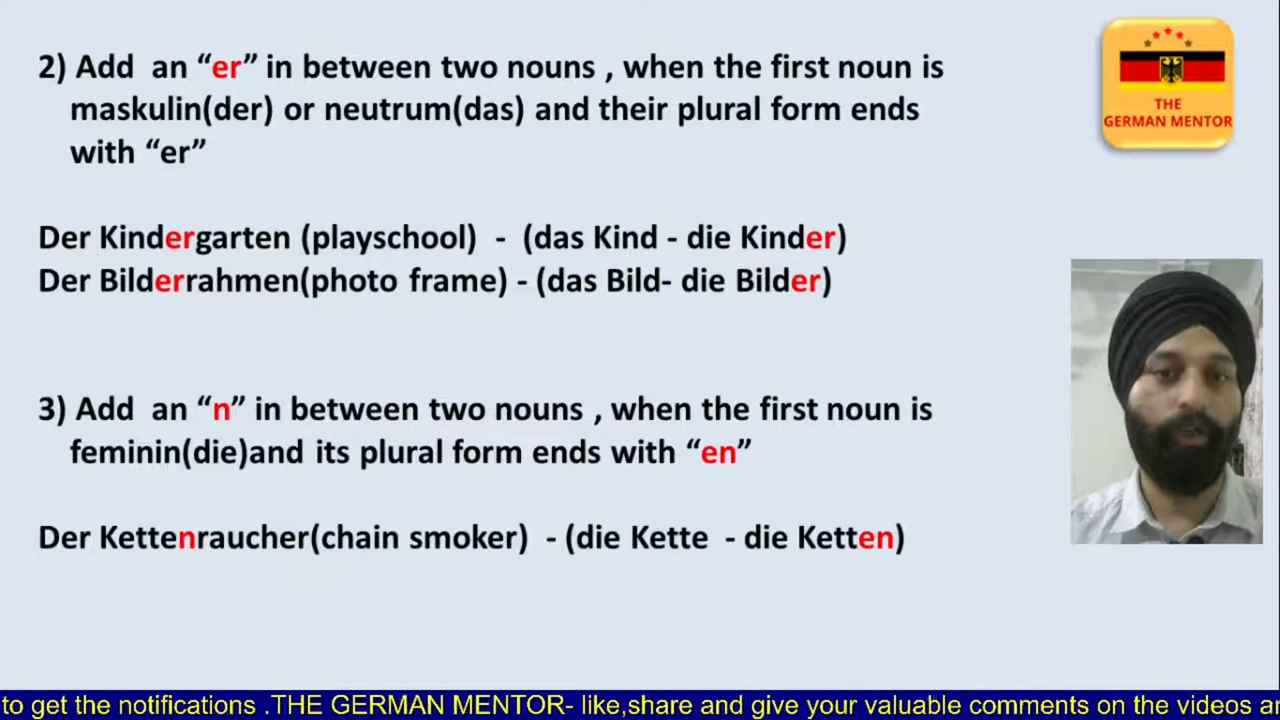 2) Add an “er” in between two nouns , when the first noun is
maskulin(der) or neutrum(das) and their plural form ends
with “er”
Der Kindergarten (playschool) - (das Kind - die Kinder)
Der Bilderrahmen(photo frame) - (das Bild- die Bilder)
3) Add an “n” in between two nouns , when the first noun is
feminin(die)and its plural form ends with “en”
Der Kettenraucher(chain smoker) - (die Kette - die Ketten)
THE
GERMAN MENTOR
to get the notifications .THE GERMAN MENTOR- like,share and give your valuable comments on the videos